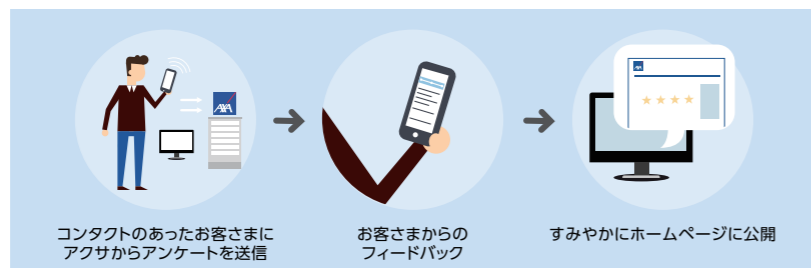 AXA
コンタクトのあったお客さまに
アクサからアンケートを送信
お客さまからの
フィードバック
すみやかにホームページに公開